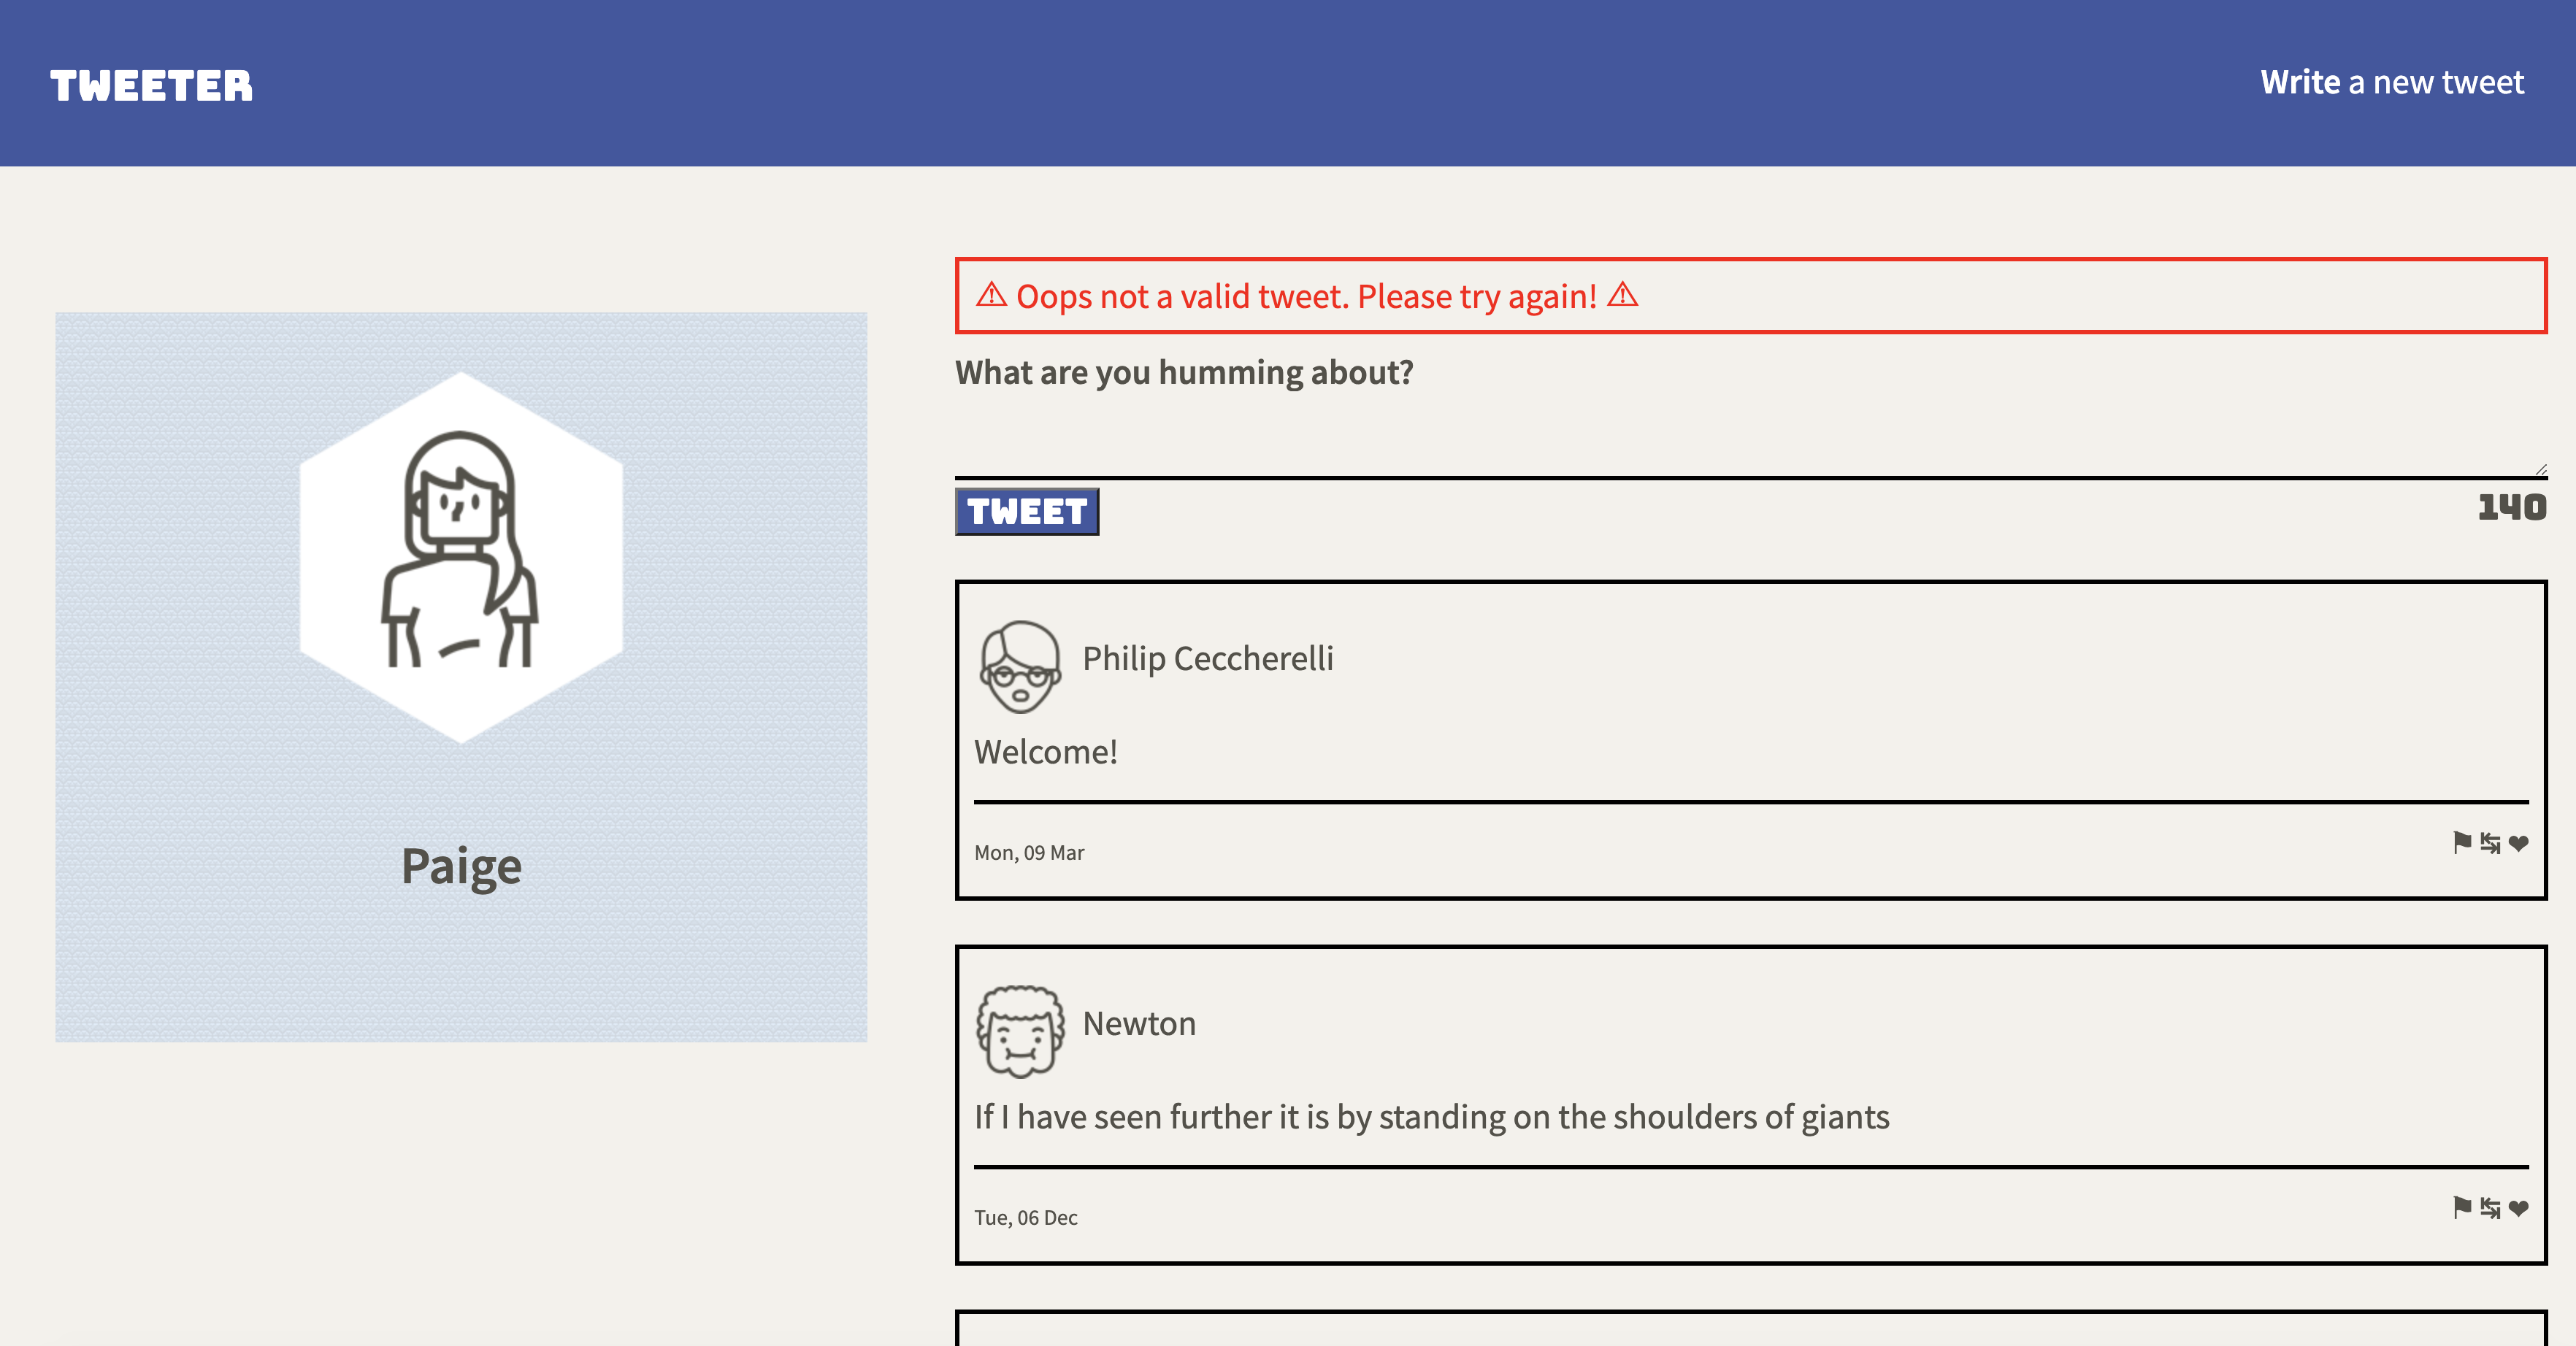 TWEETER
Write a new tweet
Paige
⚠ Oops not a valid tweet. Please try again! ⚠
What are you humming about?
TWEET
140
Philip Ceccherelli
Welcome!
Mon, 09 Mar
Newton
If I have seen further it is by standing on the shoulders of giants
Tue, 06 Dec